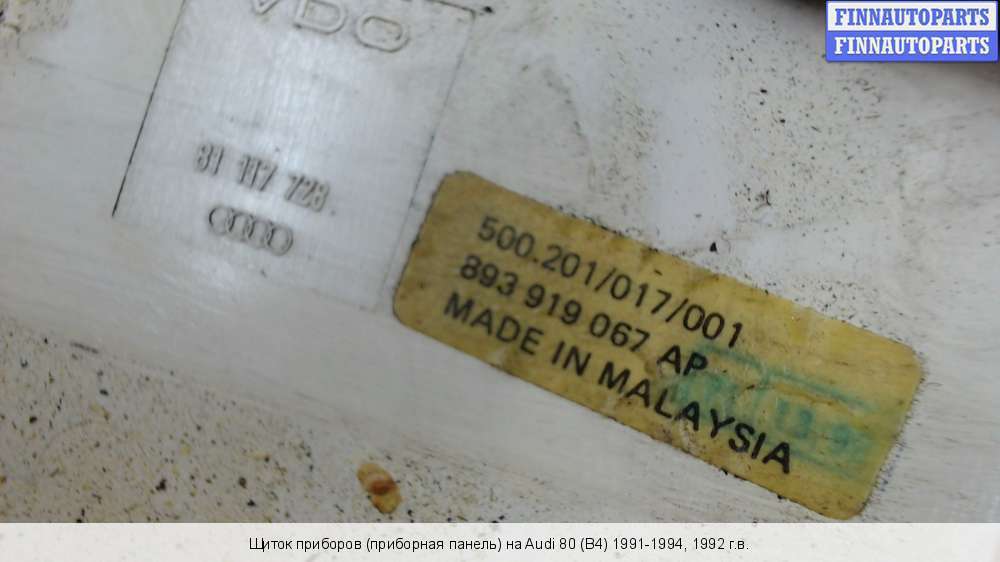 FINNAUTOPARTS
FINNAUTOPARTS
VDO
81 117 728
500.201/017/001
893 919 067 AP
MADE IN MALAYSIA
Щиток приборов (приборная панель) на Audi 80 (B4) 1991-1994, 1992 г.в.